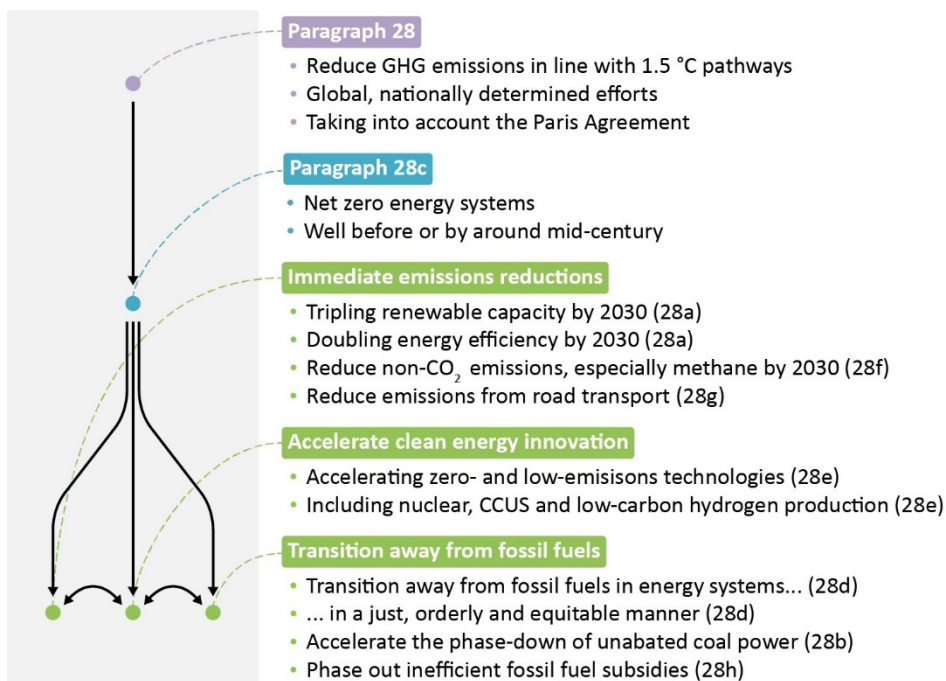 Paragraph 28
• Reduce GHG emissions in line with 1.5 °C pathways
• Global, nationally determined efforts
• Taking into account the Paris Agreement
Paragraph 28c
• Net zero energy systems
• Well before or by around mid-century
Immediate emissions reductions
• Tripling renewable capacity by 2030 (28a)
• Doubling energy efficiency by 2030 (28a)
• Reduce non-CO₂ emissions, especially methane by 2030 (28f)
• Reduce emissions from road transport (28g)
Accelerate clean energy innovation
• Accelerating zero- and low-emisisons technologies (28e)
• Including nuclear, CCUS and low-carbon hydrogen production (28e)
Transition away from fossil fuels
• Transition away from fossil fuels in energy systems... (28d)
• ... in a just, orderly and equitable manner (28d)
• Accelerate the phase-down of unabated coal power (28b)
• Phase out inefficient fossil fuel subsidies (28h)